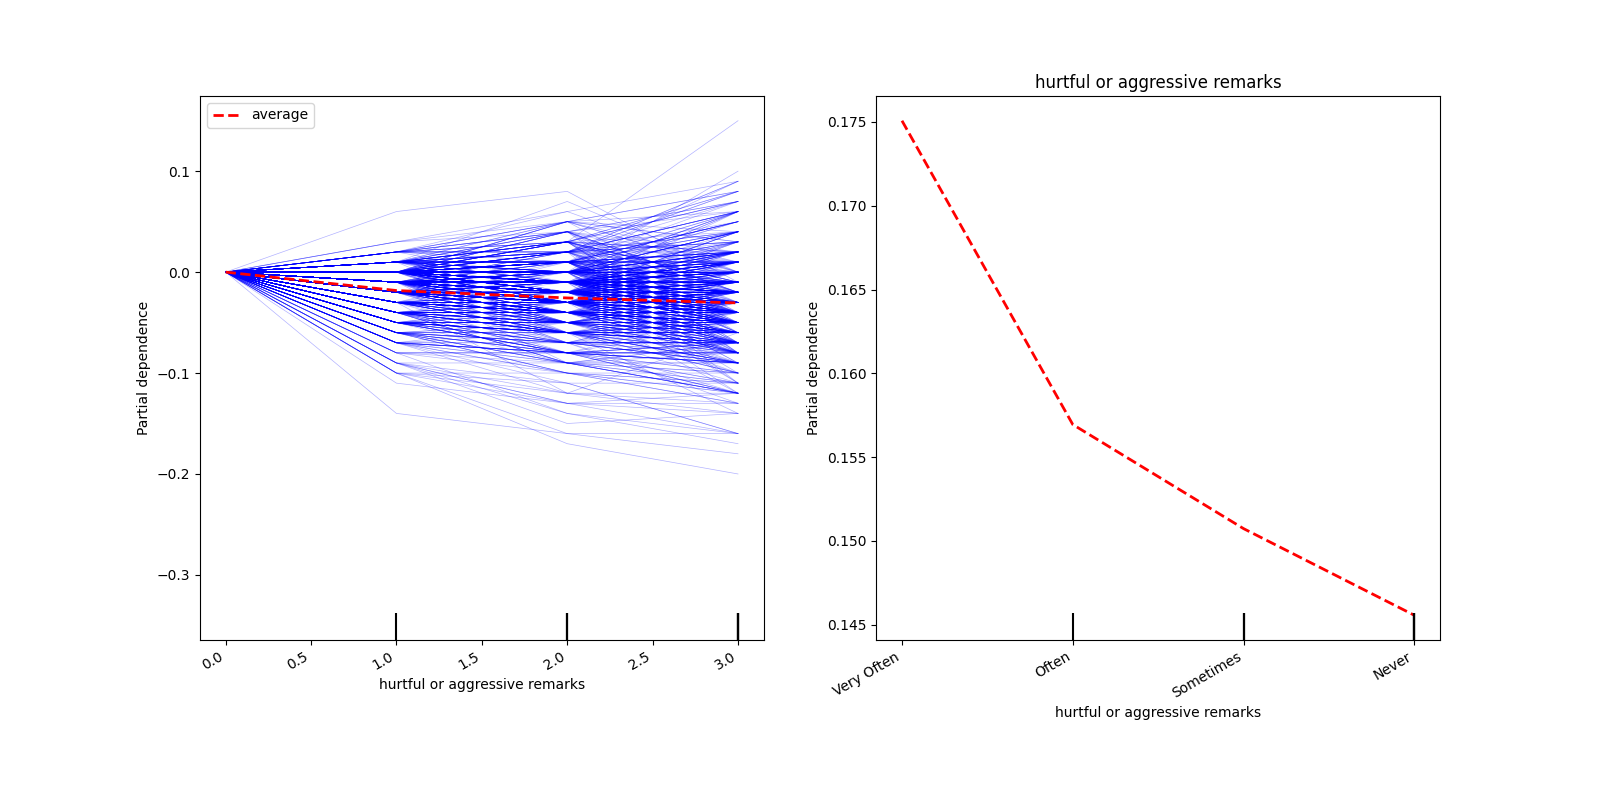 average
0.1
0.0
−0.1
−0.2
−0.3
Partial dependence
0.0
0.5
1.0
1.5
2.0
2.5
3.0
hurtful or aggressive remarks
hurtful or aggressive remarks
0.175
0.170
0.165
0.160
0.155
0.150
0.145
Partial dependence
Very Often
Often
Sometimes
Never
hurtful or aggressive remarks